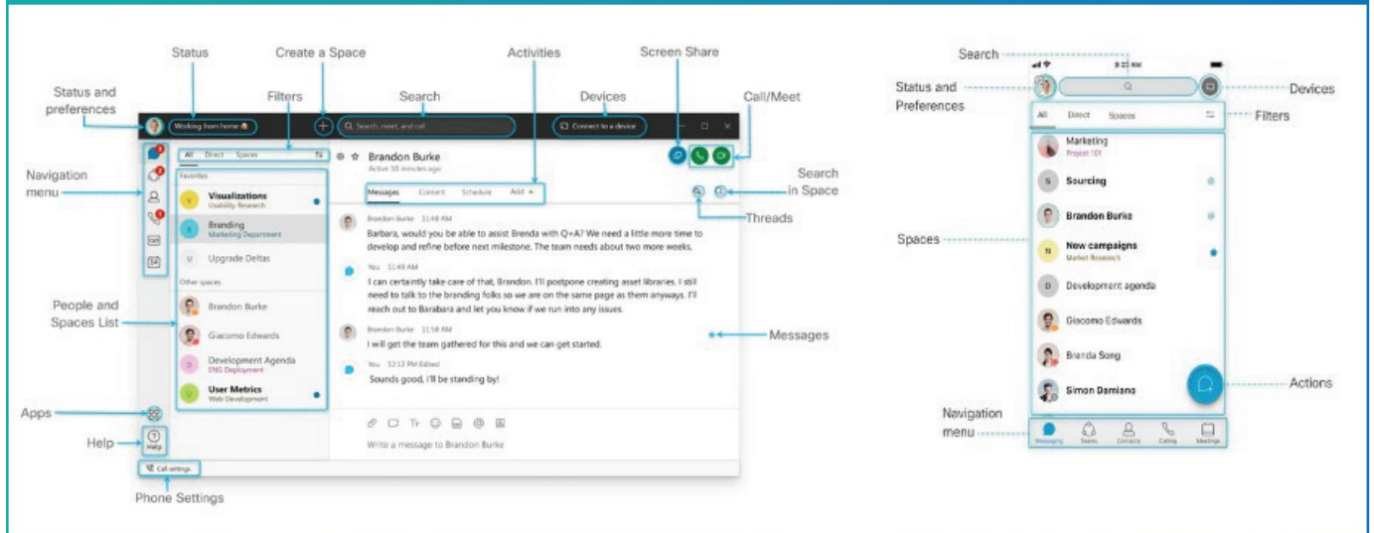 Status
Create a Space
Activities
Screen Share
Status and
preferences
Filters
Search
Devices
Call/Meet
Working from home
Search, meet, and call
Connect to a device
Navigation
menu
All Direct Spaces
Favorites
Visualizations
Usability Research
Branding
Marketing Department
U Upgrade Deltas
Other spaces
Brandon Burke
Giacomo Edwards
D Development Agenda
ENG Deployment
User Metrics
Web Development
People and
Spaces List
Apps
Help
Help
Call settings
Phone Settings
Brandon Burke
Active 10 minutes ago
Messages Content Schedule Add +
Search
in Space
Threads
Brandon Burke 11:48 AM
Barbara, would you be able to assist Brenda with Q+A? We need a little more time to
develop and refine before next milestone. The team needs about two more weeks.
You 11:49 AM
I can certaintly take care of that, Brandon. I'll postpone creating asset libraries. I still
need to talk to the branding folks so we are on the same page as them anyways. I'll
reach out to Barabara and let you know if we run into any issues.
Brandon Burke 11:58 AM
I will get the team gathered for this and we can get started.
You 12:12 PM Edited
Sounds good, I'll be standing by!
Messages
Write a message to Brandon Burke
Search
Status and
Preferences
Devices
All Direct Spaces
Filters
Marketing
Project 101
S Sourcing
Brandon Burke
N New campaigns
Market Research
D Development agenda
Giacomo Edwards
Brenda Song
Simon Damiano
Spaces
Actions
Navigation
menu
Messaging Teams Contacts Calling Meetings